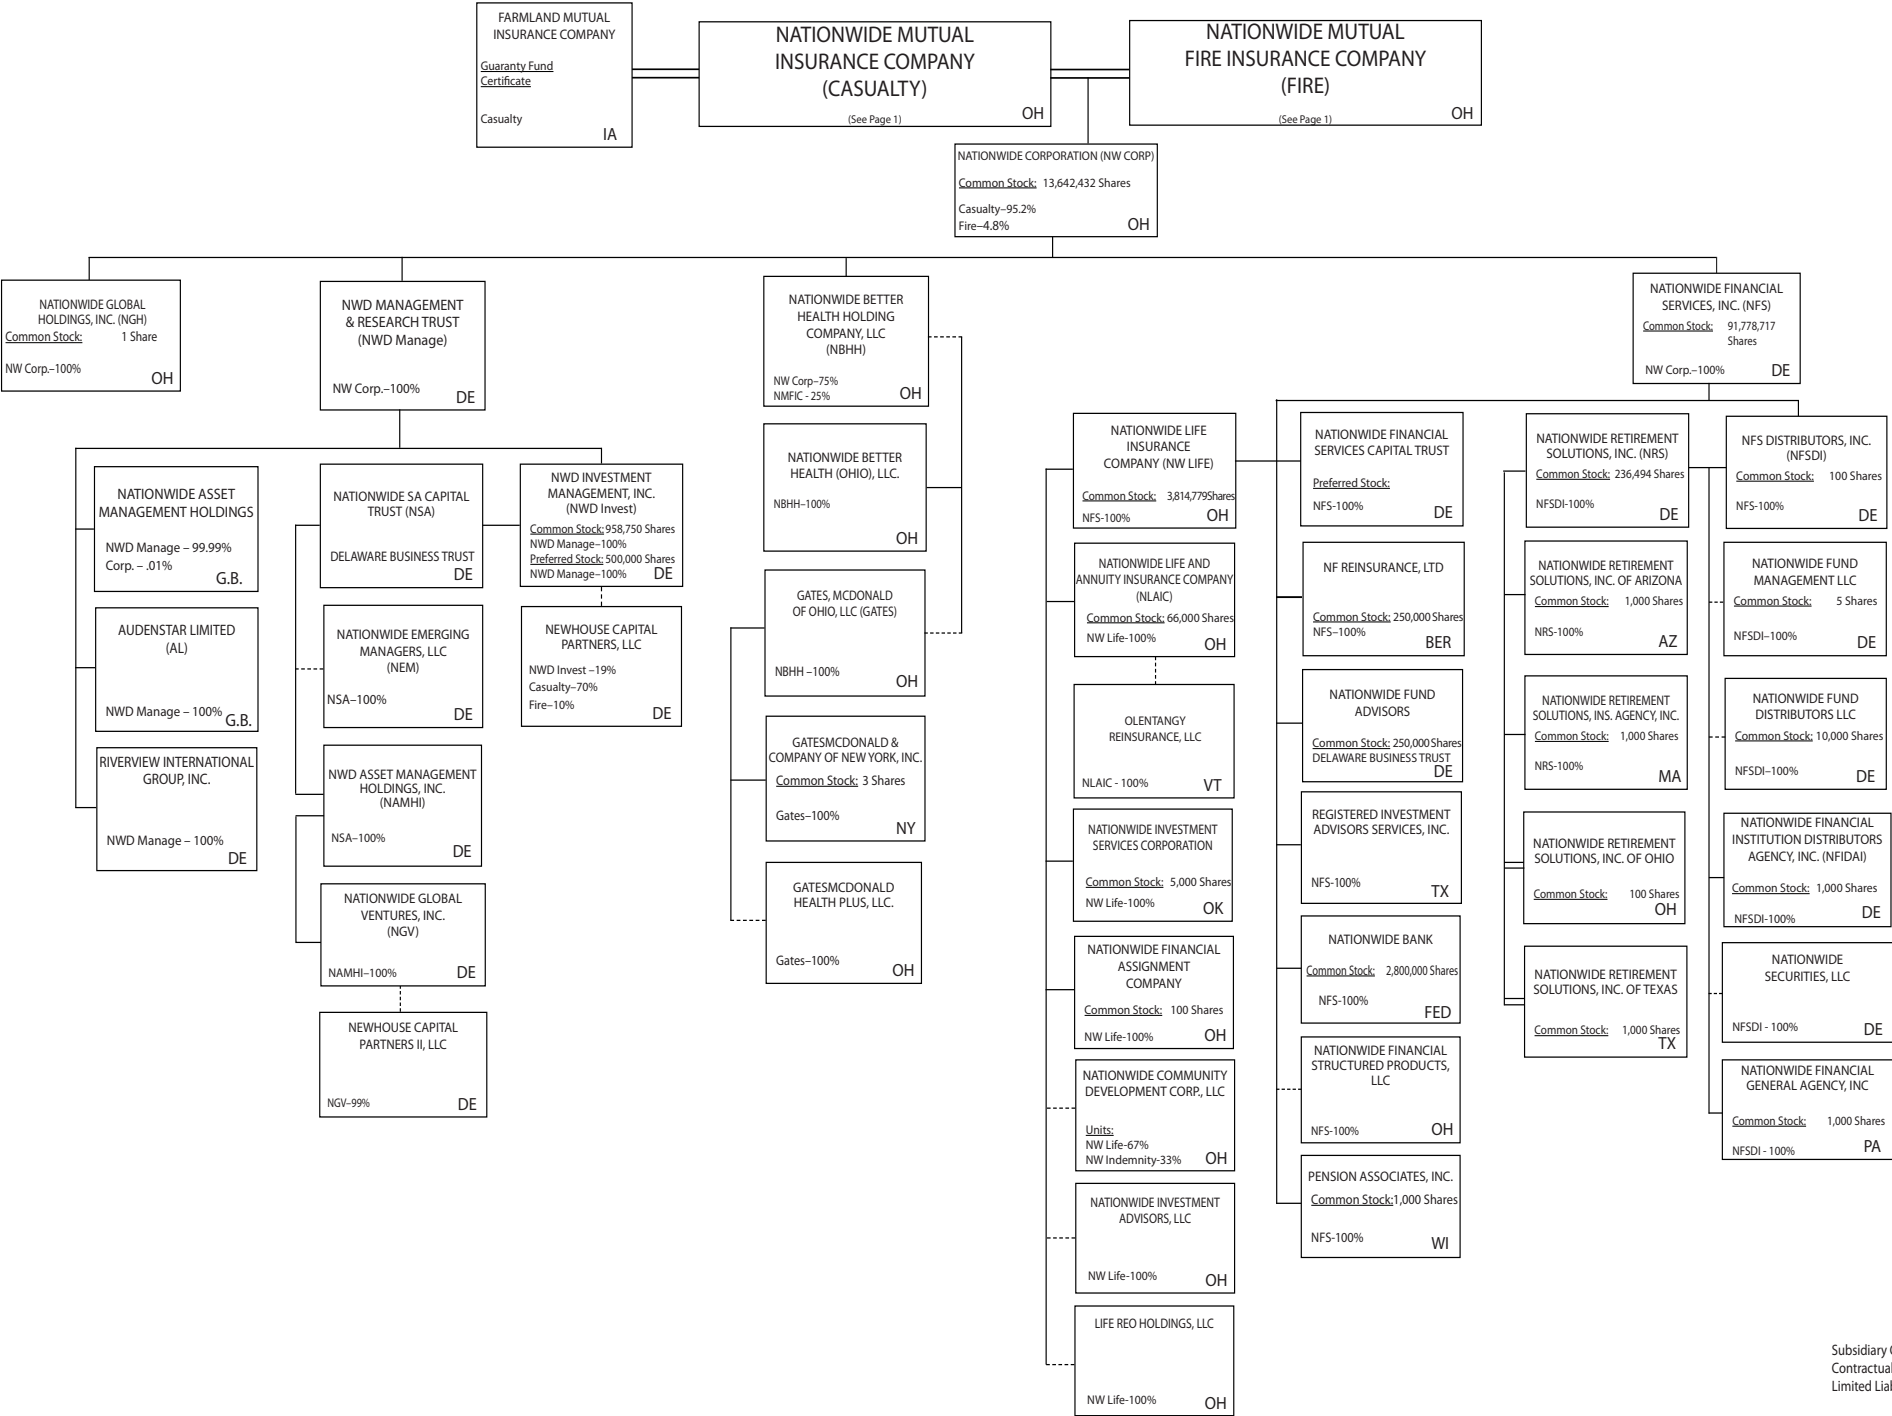 FARMLAND MUTUAL
INSURANCE COMPANY
Guaranty Fund
Certificate
Casualty
IA
NATIONWIDE MUTUAL
INSURANCE COMPANY
(CASUALTY)
(See Page 1)
OH
NATIONWIDE MUTUAL
FIRE INSURANCE COMPANY
(FIRE)
(See Page 1)
OH
NATIONWIDE CORPORATION (NW CORP)
Common Stock: 13,642,432 Shares
Casualty–95.2%
Fire–4.8%
OH
NATIONWIDE GLOBAL
HOLDINGS, INC. (NGH)
Common Stock: 1 Share
NW Corp.–100%
OH
NWD MANAGEMENT
& RESEARCH TRUST
(NWD Manage)
NW Corp.–100%
DE
NATIONWIDE BETTER
HEALTH HOLDING
COMPANY, LLC
(NBHH)
NW Corp–75%
NMFIC - 25%
OH
NATIONWIDE FINANCIAL
SERVICES, INC. (NFS)
Common Stock: 91,778,717
Shares
NW Corp.–100%
DE
NATIONWIDE ASSET
MANAGEMENT HOLDINGS
NWD Manage – 99.99%
Corp. – .01%
G.B.
AUDENSTAR LIMITED
(AL)
NWD Manage – 100%
G.B.
RIVERVIEW INTERNATIONAL
GROUP, INC.
NWD Manage – 100%
DE
NATIONWIDE SA CAPITAL
TRUST (NSA)
DELAWARE BUSINESS TRUST
DE
NATIONWIDE EMERGING
MANAGERS, LLC
(NEM)
NSA–100%
DE
NWD ASSET MANAGEMENT
HOLDINGS, INC.
(NAMHI)
NSA–100%
DE
NATIONWIDE GLOBAL
VENTURES, INC.
(NGV)
NAMHI–100%
DE
NEWHOUSE CAPITAL
PARTNERS II, LLC
NGV–99%
DE
NWD INVESTMENT
MANAGEMENT, INC.
(NWD Invest)
Common Stock: 958,750 Shares
NWD Manage–100%
Preferred Stock: 500,000 Shares
NWD Manage–100%
DE
NEWHOUSE CAPITAL
PARTNERS, LLC
NWD Invest –19%
Casualty–70%
Fire–10%
DE
NATIONWIDE BETTER
HEALTH (OHIO), LLC.
NBHH–100%
OH
GATES, MCDONALD
OF OHIO, LLC (GATES)
NBHH –100%
OH
GATESMCDONALD &
COMPANY OF NEW YORK, INC.
Common Stock: 3 Shares
Gates–100%
NY
GATESMCDONALD
HEALTH PLUS, LLC.
Gates–100%
OH
NATIONWIDE LIFE
INSURANCE
COMPANY (NW LIFE)
Common Stock: 3,814,779Shares
NFS-100%
OH
NATIONWIDE LIFE AND
ANNUITY INSURANCE COMPANY
(NLAIC)
Common Stock: 66,000 Shares
NW Life-100%
OH
OLENTANGY
REINSURANCE, LLC
NLAIC - 100%
VT
NATIONWIDE INVESTMENT
SERVICES CORPORATION
Common Stock: 5,000 Shares
NW Life-100%
OK
NATIONWIDE FINANCIAL
ASSIGNMENT
COMPANY
Common Stock: 100 Shares
NW Life-100%
OH
NATIONWIDE COMMUNITY
DEVELOPMENT CORP., LLC
Units:
NW Life-67%
NW Indemnity-33%
OH
NATIONWIDE INVESTMENT
ADVISORS, LLC
NW Life-100%
OH
LIFE REO HOLDINGS, LLC
NW Life-100%
OH
NATIONWIDE FINANCIAL
SERVICES CAPITAL TRUST
Preferred Stock:
NFS-100%
DE
NF REINSURANCE, LTD
Common Stock: 250,000 Shares
NFS–100%
BER
NATIONWIDE FUND
ADVISORS
Common Stock: 250,000 Shares
DELAWARE BUSINESS TRUST
DE
REGISTERED INVESTMENT
ADVISORS SERVICES, INC.
NFS-100%
TX
NATIONWIDE BANK
Common Stock: 2,800,000 Shares
NFS-100%
FED
NATIONWIDE FINANCIAL
STRUCTURED PRODUCTS,
LLC
NFS-100%
OH
PENSION ASSOCIATES, INC.
Common Stock:1,000 Shares
NFS-100%
WI
NATIONWIDE RETIREMENT
SOLUTIONS, INC. (NRS)
Common Stock: 236,494 Shares
NFSDI-100%
DE
NATIONWIDE RETIREMENT
SOLUTIONS, INC. OF ARIZONA
Common Stock: 1,000 Shares
NRS-100%
AZ
NATIONWIDE RETIREMENT
SOLUTIONS, INS. AGENCY, INC.
Common Stock: 1,000 Shares
NRS-100%
MA
NATIONWIDE RETIREMENT
SOLUTIONS, INC. OF OHIO
Common Stock: 100 Shares
OH
NATIONWIDE RETIREMENT
SOLUTIONS, INC. OF TEXAS
Common Stock: 1,000 Shares
TX
NFS DISTRIBUTORS, INC.
(NFSDI)
Common Stock: 100 Shares
NFS-100%
DE
NATIONWIDE FUND
MANAGEMENT LLC
Common Stock: 5 Shares
NFSDI–100%
DE
NATIONWIDE FUND
DISTRIBUTORS LLC
Common Stock: 10,000 Shares
NFSDI–100%
DE
NATIONWIDE FINANCIAL
INSTITUTION DISTRIBUTORS
AGENCY, INC. (NFIDAI)
Common Stock: 1,000 Shares
NFSDI-100%
DE
NATIONWIDE
SECURITIES, LLC
NFSDI - 100%
DE
NATIONWIDE FINANCIAL
GENERAL AGENCY, INC
Common Stock: 1,000 Shares
NFSDI - 100%
PA
Subsidiary
Contractual
Limited